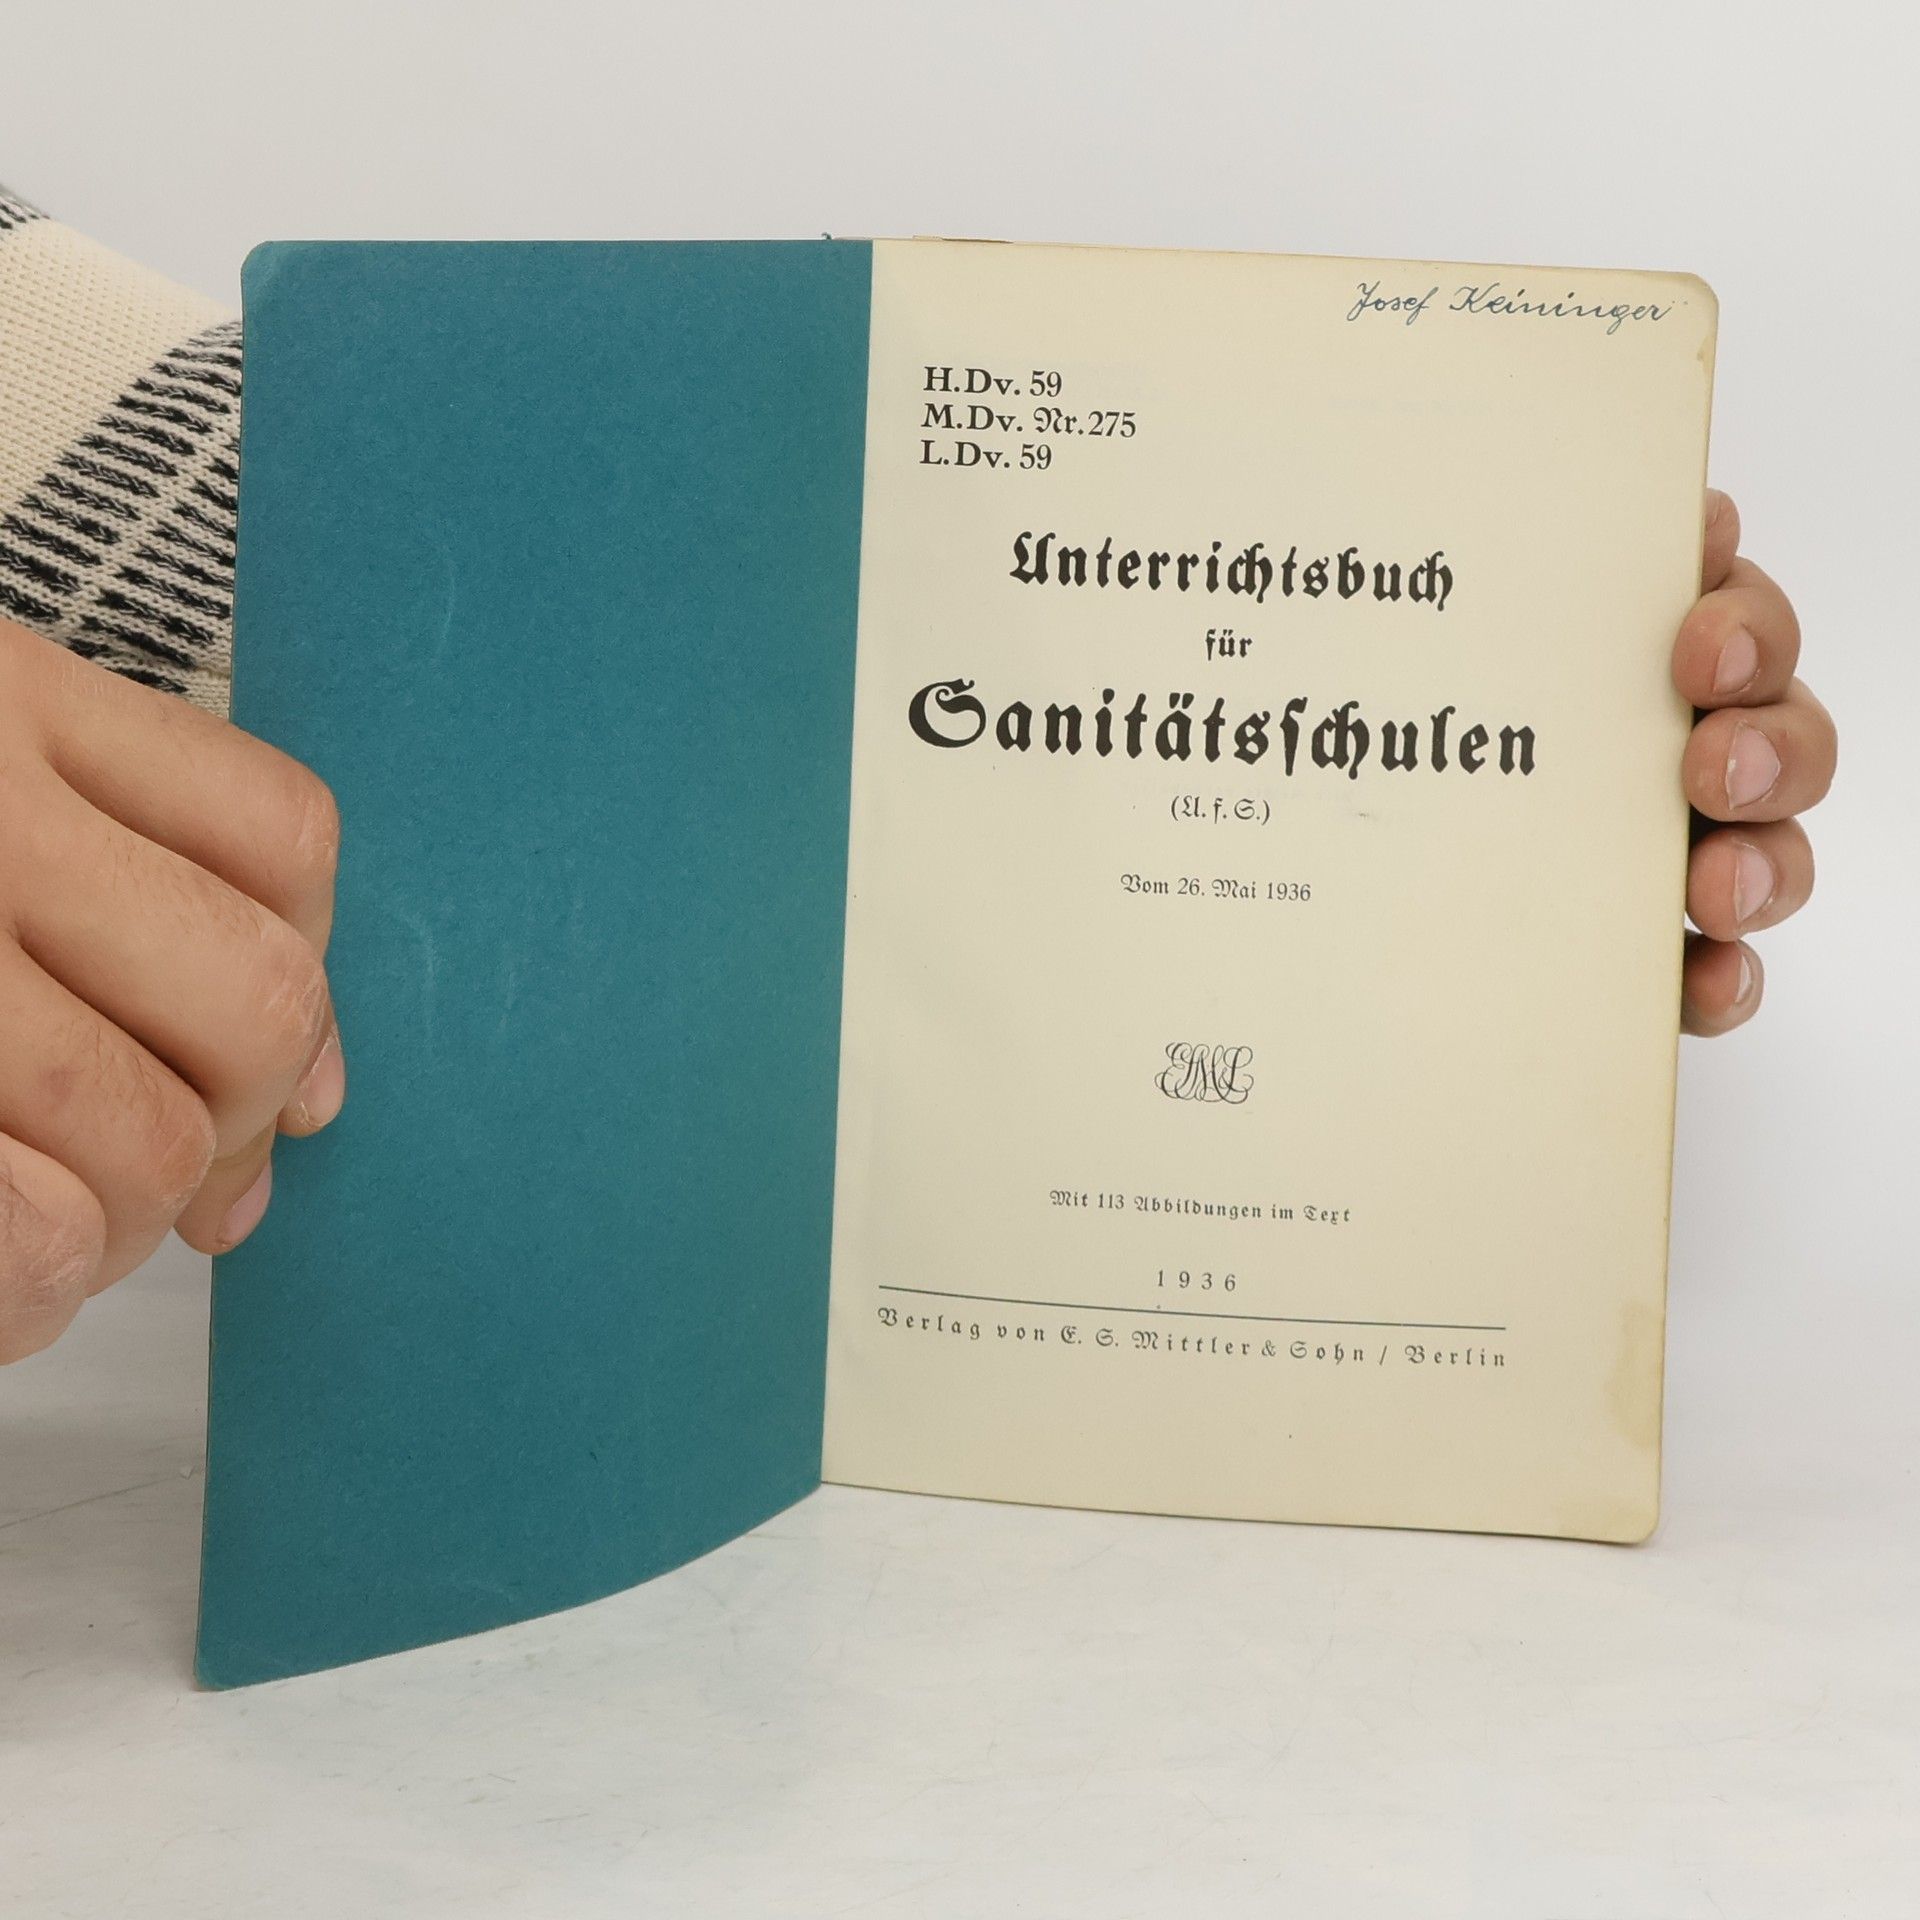 Josef Keininger
H.Dv. 59
M.Dv. Nr. 275
L.Dv. 59
Unterrichtsbuch
für
Sanitätsſchulen
(U. f. S.)
Vom 26. Mai 1936
EMS
Mit 113 Abbildungen im Text
1936
Verlag von E. S. Mittler & Sohn / Berlin